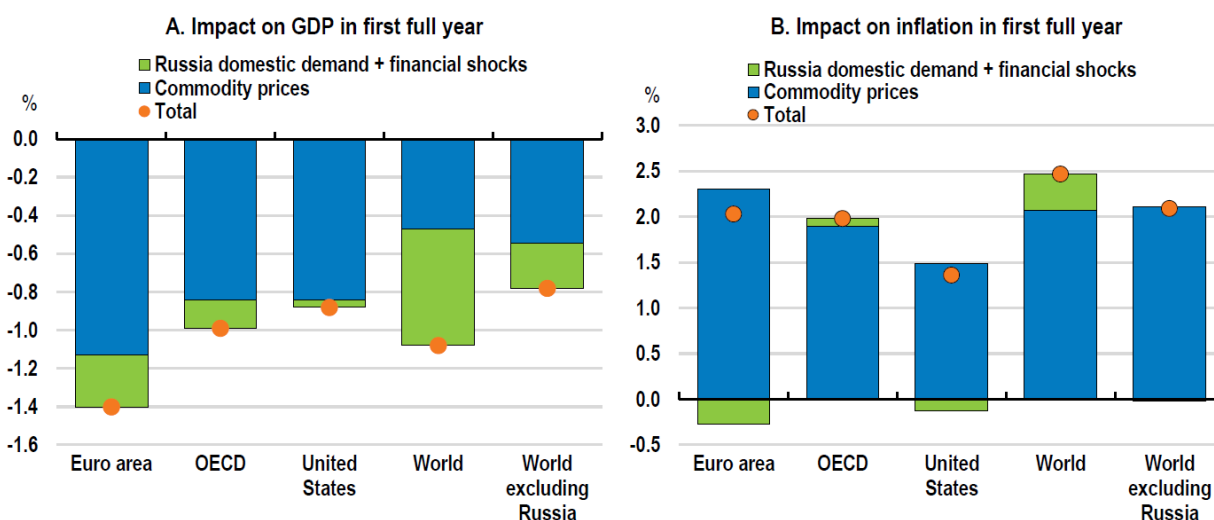 A. Impact on GDP in first full year
Russia domestic demand + financial shocks
Commodity prices
Total
%
0.0
-0.2
-0.4
-0.6
-0.8
-1.0
-1.2
-1.4
-1.6
Euro area
OECD
United
States
World
World
excluding
Russia
B. Impact on inflation in first full year
Russia domestic demand + financial shocks
Commodity prices
Total
%
3.0
2.5
2.0
1.5
1.0
0.5
0.0
-0.5
Euro area
OECD
United
States
World
World
excluding
Russia